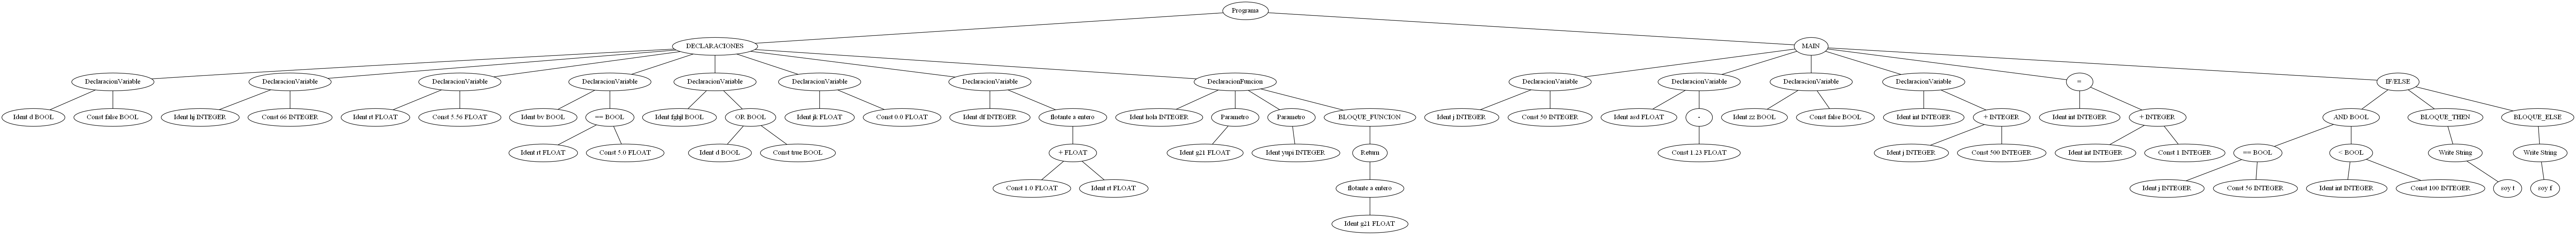 Programa
DECLARACIONES
MAIN
DeclaracionVariable
DeclaracionVariable
DeclaracionVariable
DeclaracionVariable
DeclaracionVariable
DeclaracionVariable
DeclaracionVariable
DeclaracionFuncion
DeclaracionVariable
DeclaracionVariable
DeclaracionVariable
DeclaracionVariable
=
IF/ELSE
Ident d BOOL
Const false BOOL
Ident hj INTEGER
Const 66 INTEGER
Ident rt FLOAT
Const 5.56 FLOAT
Ident bv BOOL
== BOOL
Ident fghjl BOOL
OR BOOL
Ident jk FLOAT
Const 0.0 FLOAT
Ident dff INTEGER
flotante a entero
Ident hola INTEGER
Parametro
Parametro
BLOQUE_FUNCION
Ident j INTEGER
Const 50 INTEGER
Ident asd FLOAT
-
Ident zz BOOL
Const false BOOL
Ident int INTEGER
+ INTEGER
Ident int INTEGER
+ INTEGER
AND BOOL
BLOQUE_THEN
BLOQUE_ELSE
Ident rt FLOAT
Const 5.0 FLOAT
Ident d BOOL
Const true BOOL
+ FLOAT
Ident g21 FLOAT
Ident yupi INTEGER
Return
Const 1.23 FLOAT
Ident j INTEGER
Const 500 INTEGER
Ident int INTEGER
Const 1 INTEGER
== BOOL
< BOOL
Write String
Write String
Const 1.0 FLOAT
Ident rt FLOAT
flotante a entero
Ident j INTEGER
Const 56 INTEGER
Ident int INTEGER
Const 100 INTEGER
soy t
soy f
Ident g21 FLOAT